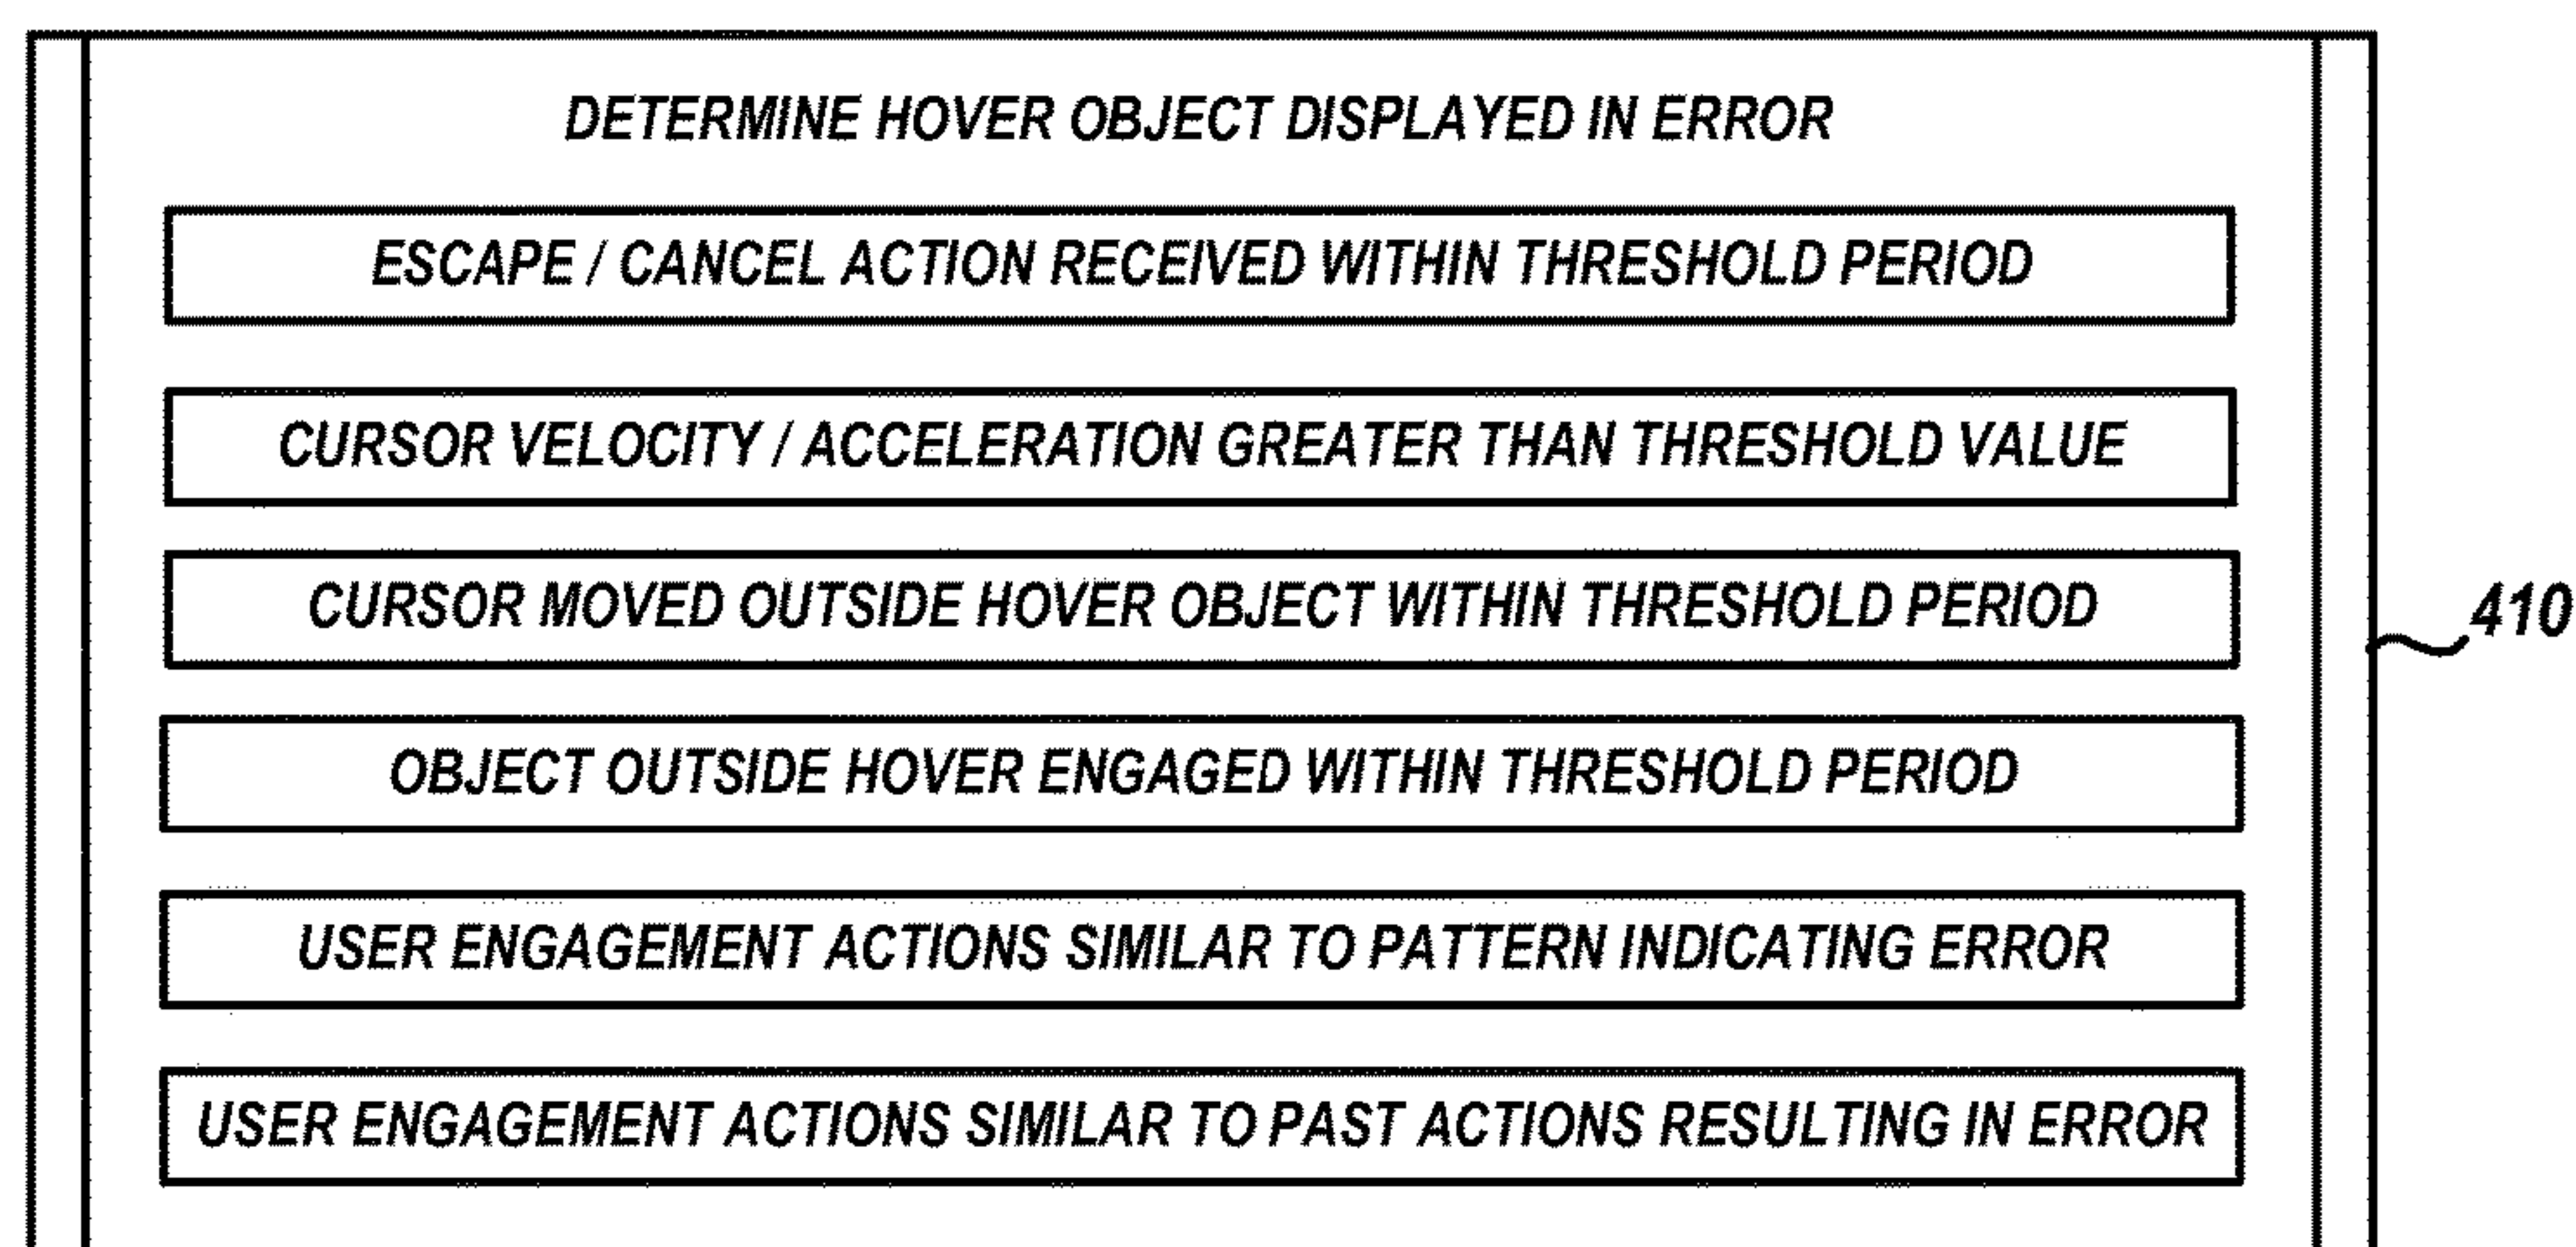 DETERMINE HOVER OBJECT DISPLAYED IN ERROR
ESCAPE / CANCEL ACTION RECEIVED WITHIN THRESHOLD PERIOD
CURSOR VELOCITY / ACCELERATION GREATER THAN THRESHOLD VALUE
CURSOR MOVED OUTSIDE HOVER OBJECT WITHIN THRESHOLD PERIOD
410
OBJECT OUTSIDE HOVER ENGAGED WITHIN THRESHOLD PERIOD
USER ENGAGEMENT ACTIONS SIMILAR TO PATTERN INDICATING ERROR
USER ENGAGEMENT ACTIONS SIMILAR TO PAST ACTIONS RESULTING IN ERROR